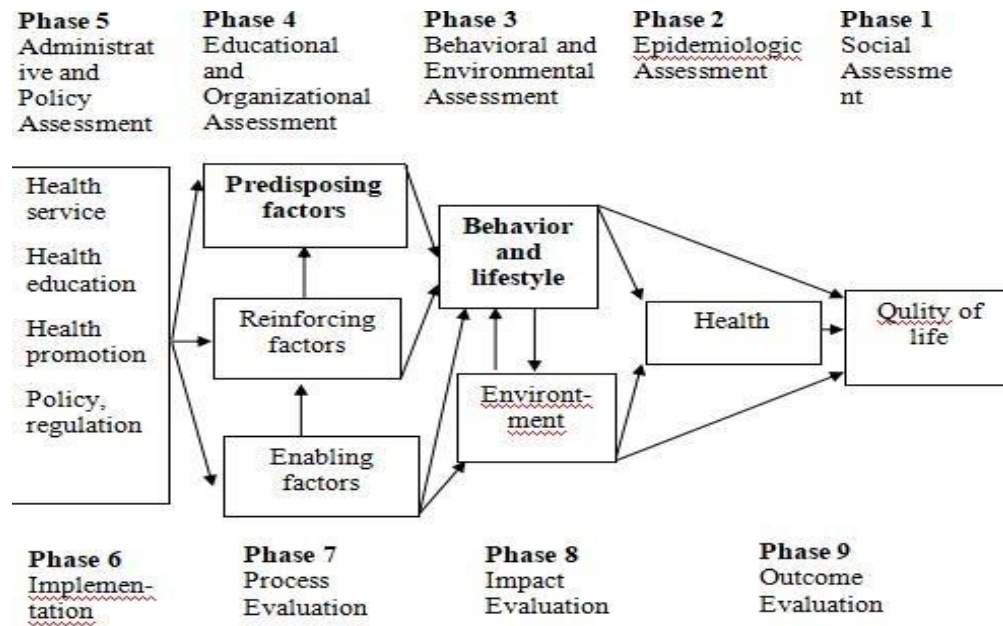 Phase 5
Administrat
ive and
Policy
Assessment
Phase 4
Educational
and
Organizational
Assessment
Phase 3
Behavioral and
Environmental
Assessment
Phase 2
Epidemiologic
Assessment
Phase 1
Social
Assessme
nt
Health
service
Health
education
Health
promotion
Policy,
regulation
Predisposing
factors
Reinforcing
factors
Enabling
factors
Behavior
and
lifestyle
Environt-
ment
Health
Qulity of
life
Phase 6
Implemen-
tation
Phase 7
Process
Evaluation
Phase 8
Impact
Evaluation
Phase 9
Outcome
Evaluation